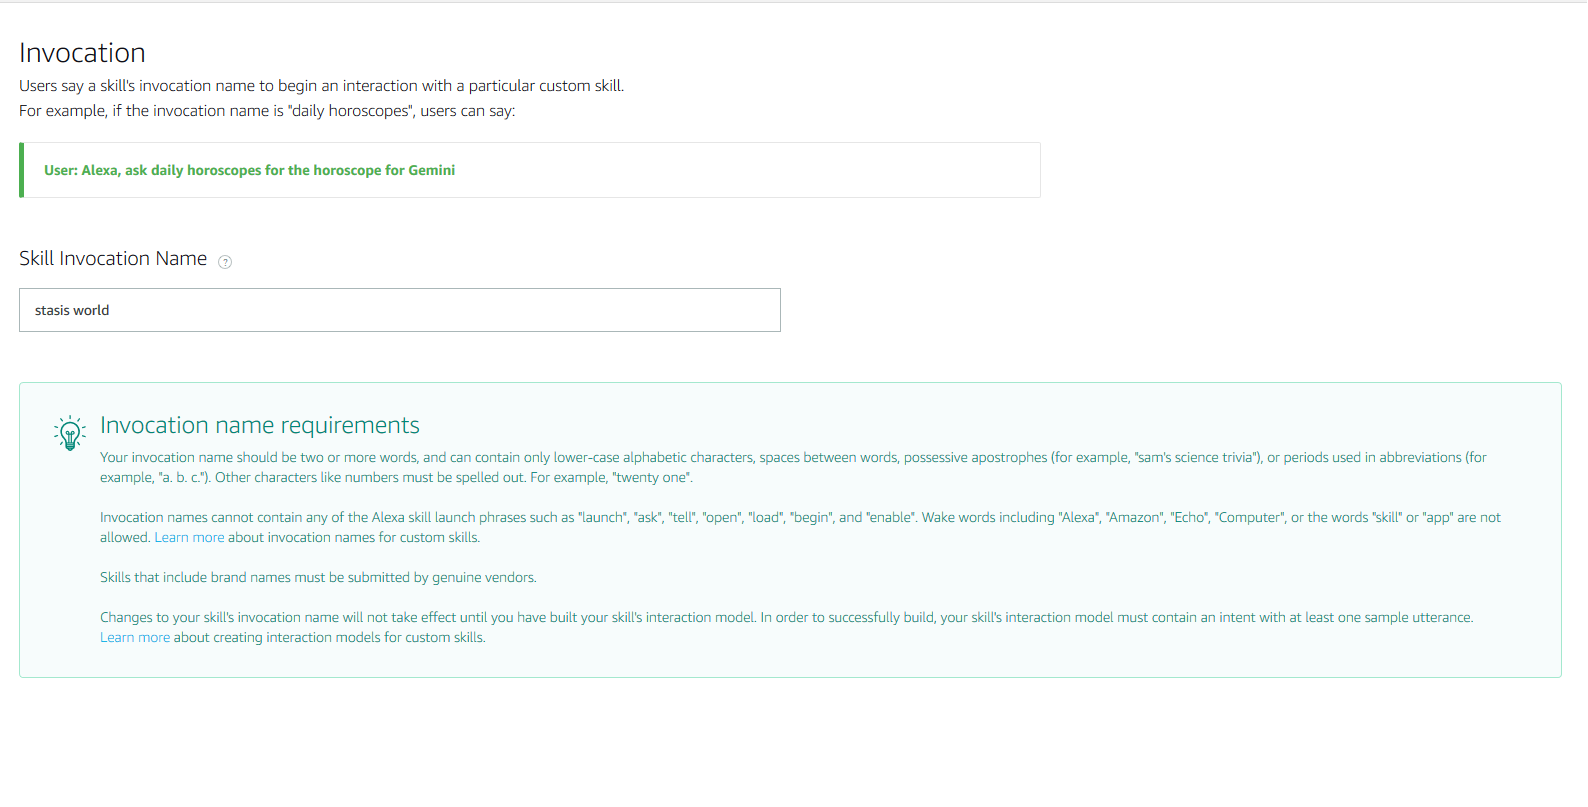 Invocation
Users say a skill's invocation name to begin an interaction with a particular custom skill.
For example, if the invocation name is "daily horoscopes", users can say:
User: Alexa, ask daily horoscopes for the horoscope for Gemini
Skill Invocation Name ?
stasis world
Invocation name requirements
Your invocation name should be two or more words, and can contain only lower-case alphabetic characters, spaces between words, possessive apostrophes (for example, "sam's science trivia"), or periods used in abbreviations (for
example, "a. b. c."). Other characters like numbers must be spelled out. For example, "twenty one".
Invocation names cannot contain any of the Alexa skill launch phrases such as "launch", "ask", "tell", "open", "load", "begin", and "enable". Wake words including "Alexa", "Amazon", "Echo", "Computer", or the words "skill" or "app" are not
allowed. Learn more about invocation names for custom skills.
Skills that include brand names must be submitted by genuine vendors.
Changes to your skill's invocation name will not take effect until you have built your skill's interaction model. In order to successfully build, your skill's interaction model must contain an intent with at least one sample utterance.
Learn more about creating interaction models for custom skills.